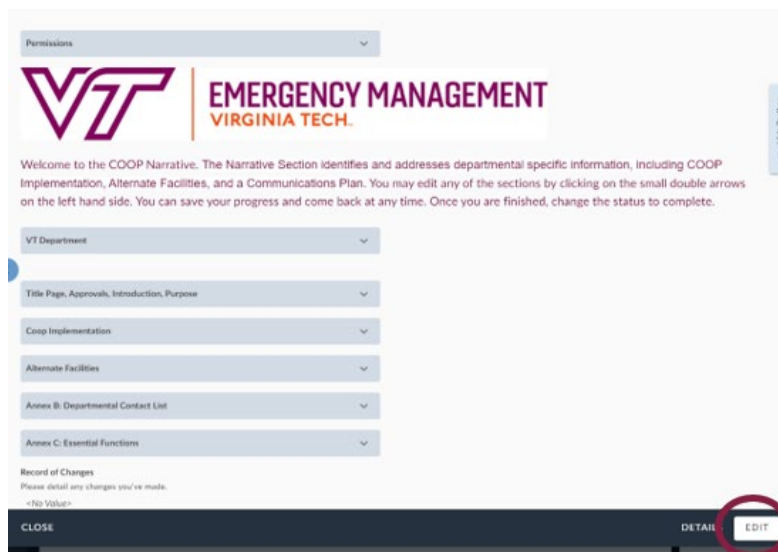 Permissions
VT EMERGENCY MANAGEMENT
VIRGINIA TECH.
Welcome to the COOP Narrative. The Narrative Section identifies and addresses departmental specific information, including COOP
Implementation, Alternate Facilities, and a Communications Plan. You may edit any of the sections by clicking on the small double arrows
on the left hand side. You can save your progress and come back at any time. Once you are finished, change the status to complete.
VT Department
Title Page, Approvals, Introduction, Purpose
Coop Implementation
Alternate Facilities
Annex B: Departmental Contact List
Annex C: Essential Functions
Record of Changes
Please detail any changes you've made.
<No Value>
CLOSE
DETAIL
EDIT